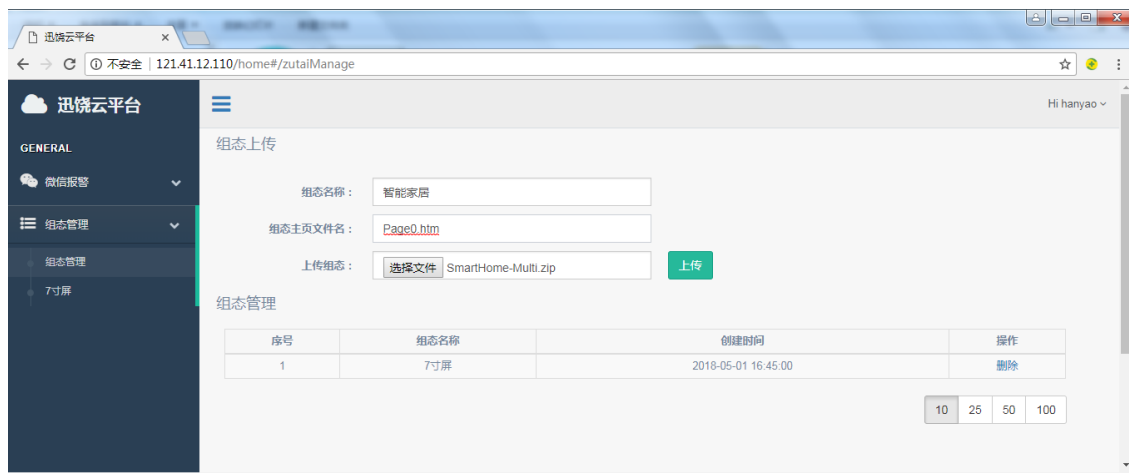 迅饶云平台
不安全 | 121.41.12.110/home#/zutaiManage
迅饶云平台
Hi hanyao
GENERAL
微信报警
组态管理
组态管理
7寸屏
组态上传
组态名称：
智能家居
组态主页文件名：
Page0.htm
上传组态：
选择文件 SmartHome-Multi.zip
上传
组态管理
序号 组态名称 创建时间 操作
1 7寸屏 2018-05-01 16:45:00 删除
10 25 50 100